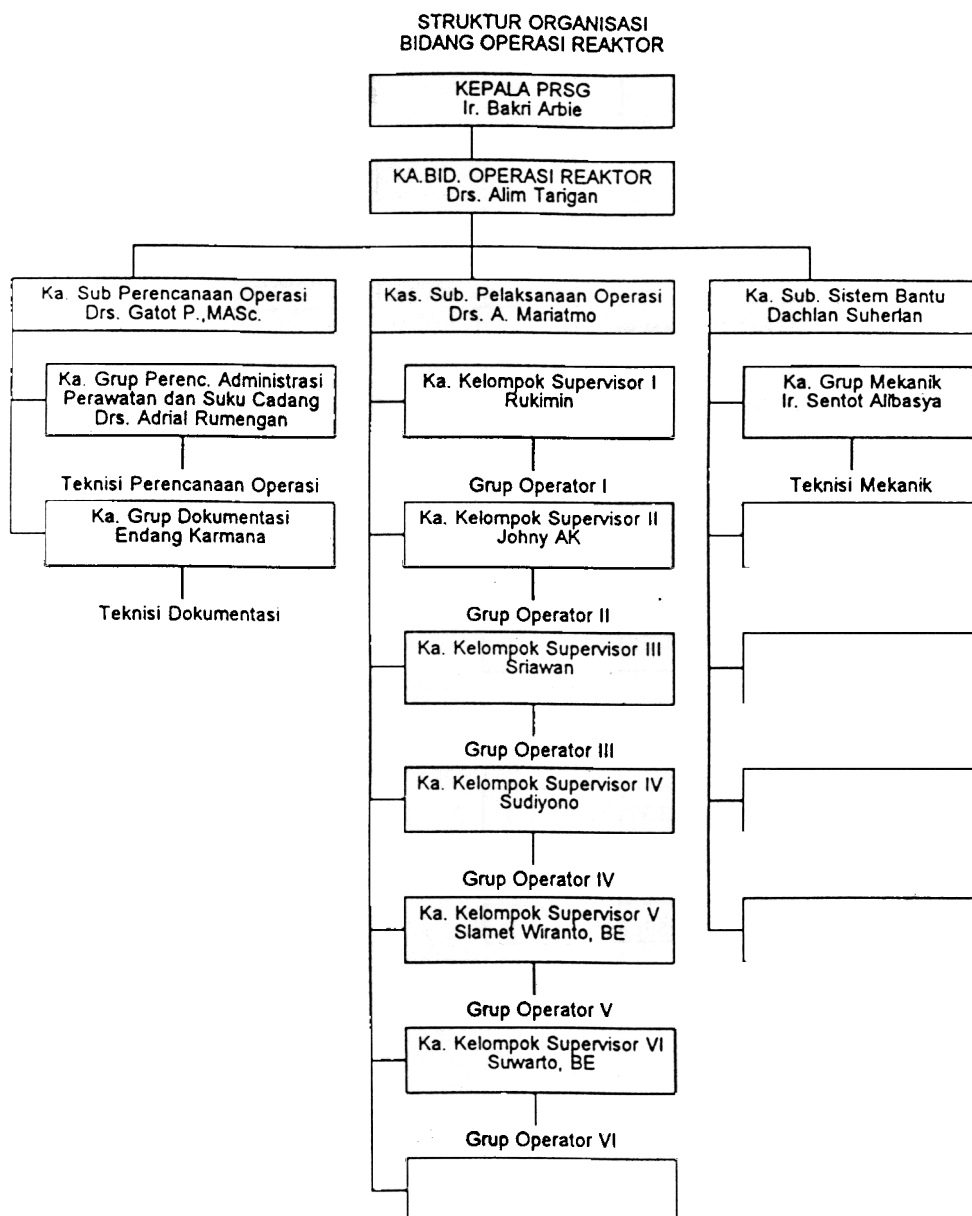 STRUKTUR ORGANISASI
BIDANG OPERASI REAKTOR
KEPALA PRSG
Ir. Bakri Arbie
KA.BID. OPERASI REAKTOR
Drs. Alim Tarigan
Ka. Sub Perencanaan Operasi
Drs. Gatot P.,MASc.
Ka. Grup Perenc. Administrasi
Perawatan dan Suku Cadang
Drs. Adrial Rumengan
Teknisi Perencanaan Operasi
Ka. Grup Dokumentasi
Endang Karmana
Teknisi Dokumentasi
Kas. Sub. Pelaksanaan Operasi
Drs. A. Mariatmo
Ka. Kelompok Supervisor I
Rukimin
Grup Operator I
Ka. Kelompok Supervisor II
Johny AK
Grup Operator II
Ka. Kelompok Supervisor III
Sriawan
Grup Operator III
Ka. Kelompok Supervisor IV
Sudiyono
Grup Operator IV
Ka. Kelompok Supervisor V
Slamet Wiranto, BE
Grup Operator V
Ka. Kelompok Supervisor VI
Suwarto, BE
Grup Operator VI
Ka. Sub. Sistem Bantu
Dachlan Suherlan
Ka. Grup Mekanik
Ir. Sentot Alibasya
Teknisi Mekanik